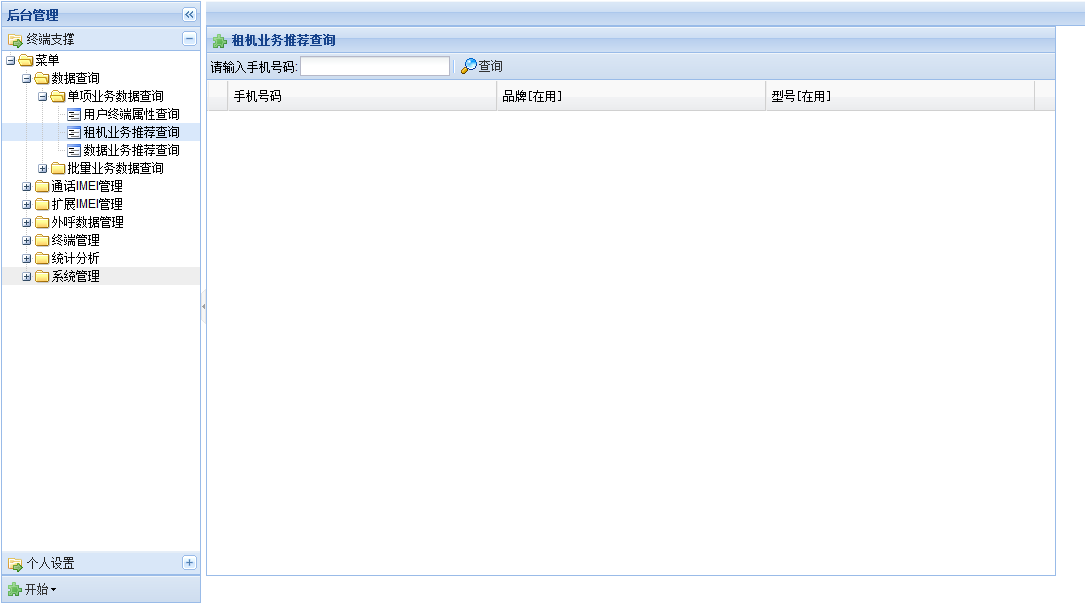 后台管理
终端支撑
菜单
数据查询
单项业务数据查询
用户终端属性查询
租机业务推荐查询
数据业务推荐查询
批量业务数据查询
通话IMEI管理
扩展IMEI管理
外呼数据管理
终端管理
统计分析
系统管理
个人设置
开始
租机业务推荐查询
请输入手机号码: 查询
手机号码 品牌[在用] 型号[在用]